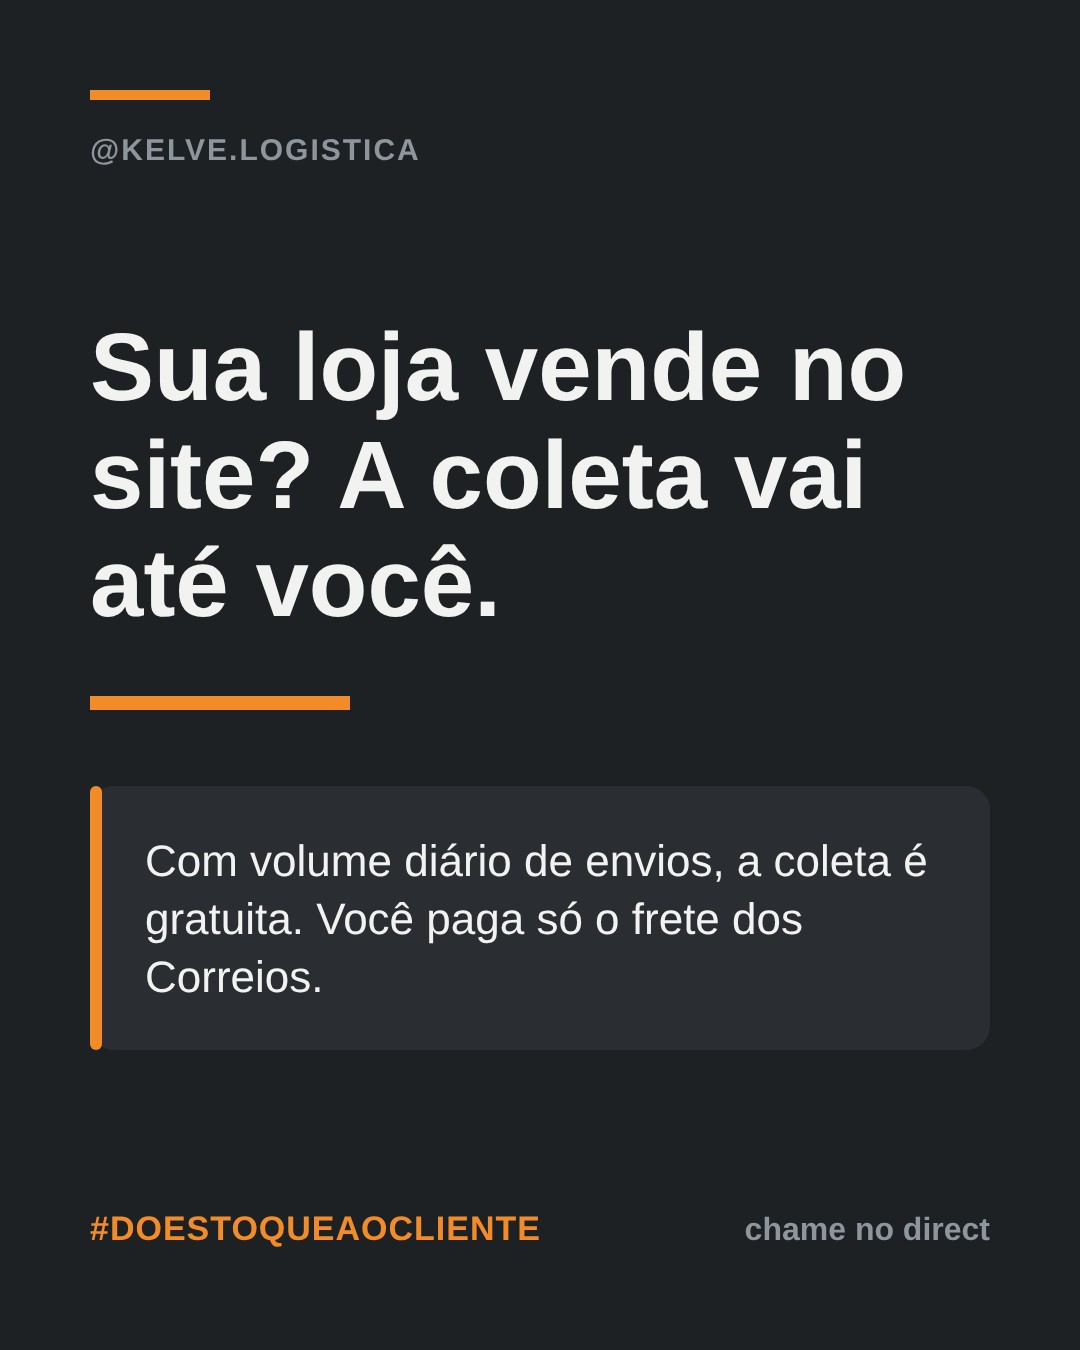 @KELVE.LOGISTICA
Sua loja vende no
site? A coleta vai
até você.
Com volume diário de envios, a coleta é
gratuita. Você paga só o frete dos
Correios.
#DOESTOQUEAOCLIENTE
chame no direct